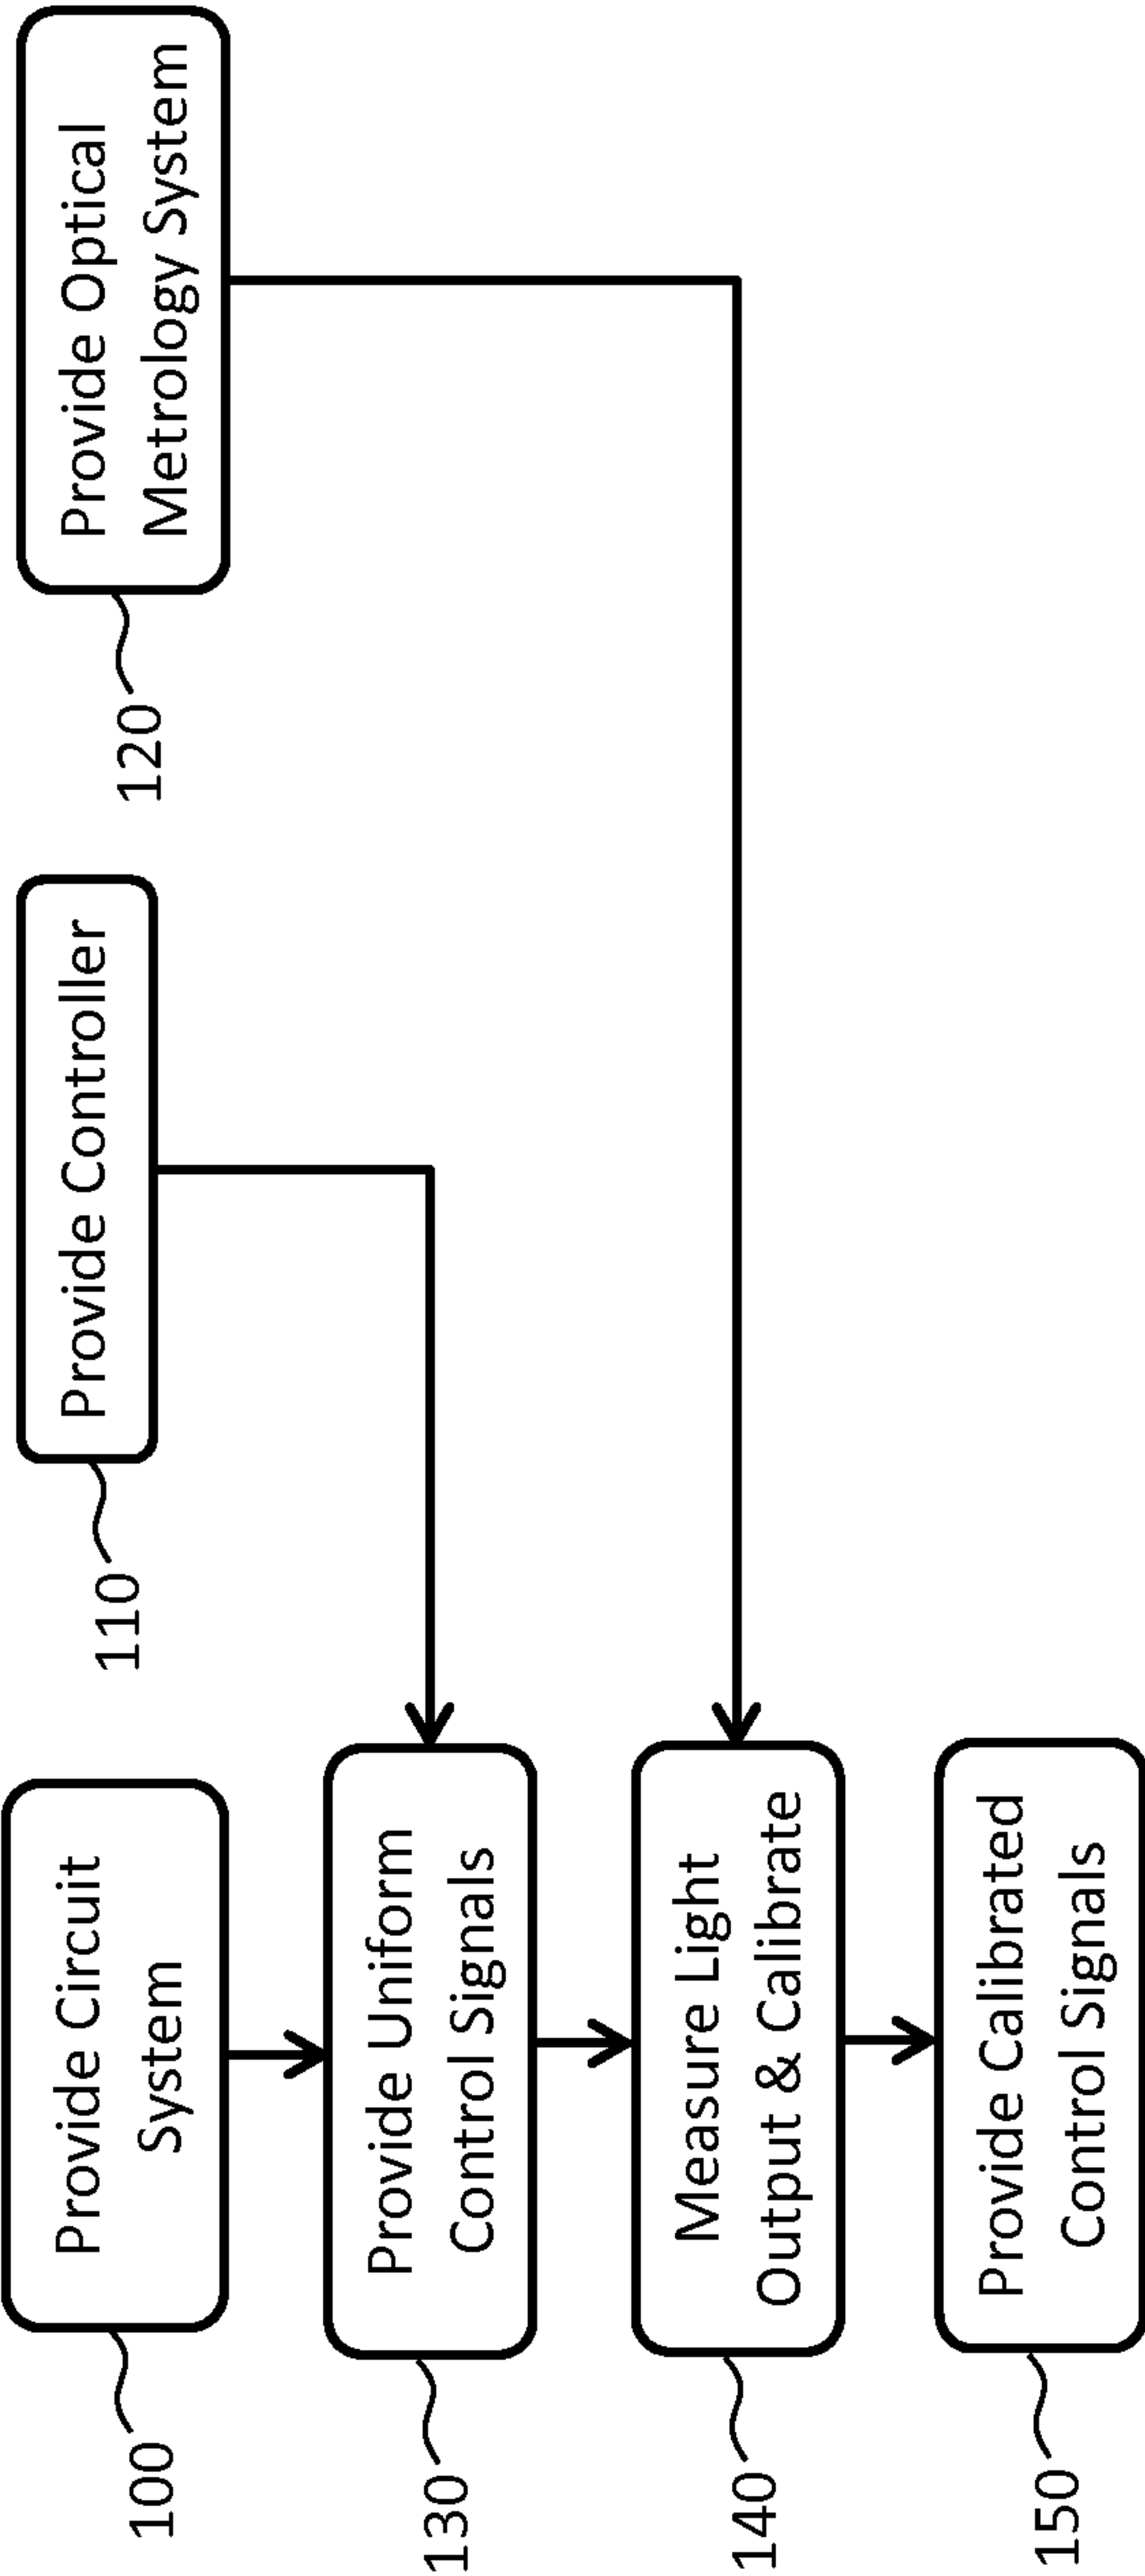 100
Provide Circuit
System
110
Provide Controller
120
Provide Optical
Metrology System
130
Provide Uniform
Control Signals
140
Measure Light
Output & Calibrate
150
Provide Calibrated
Control Signals